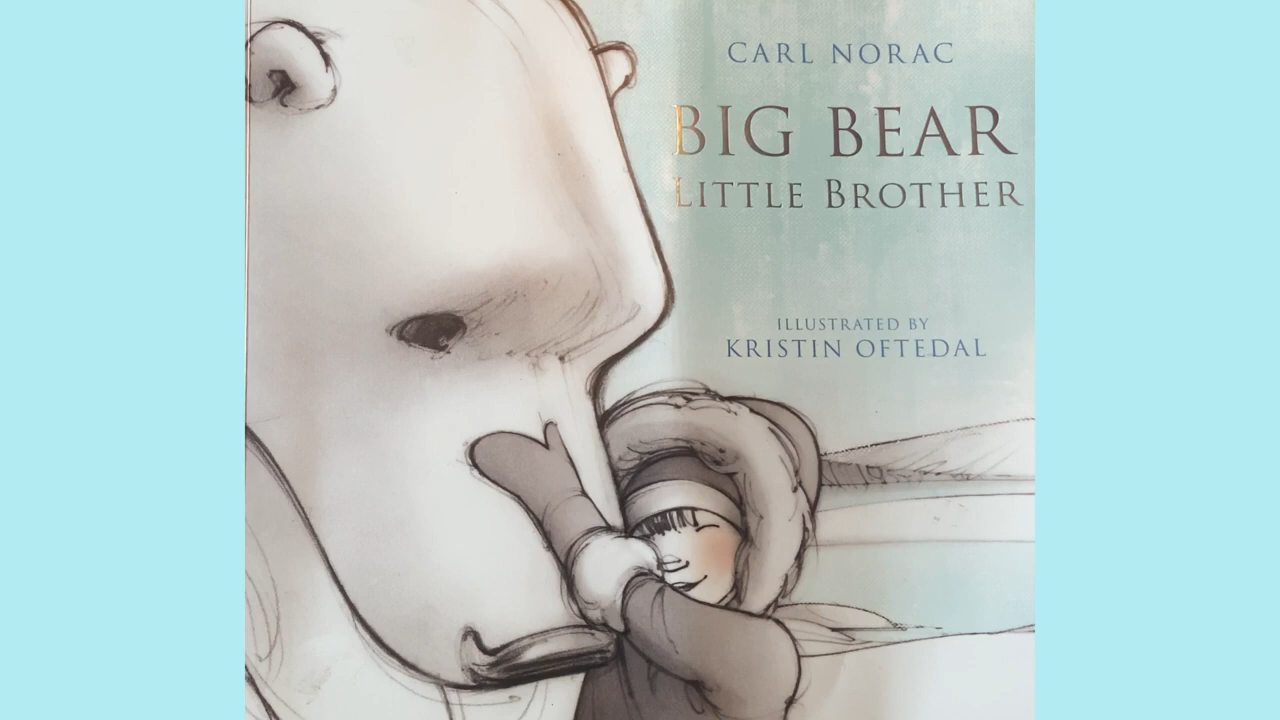 CARL NORAC
BIG BEAR
LITTLE BROTHER
ILLUSTRATED BY
KRISTIN OFTEDAL